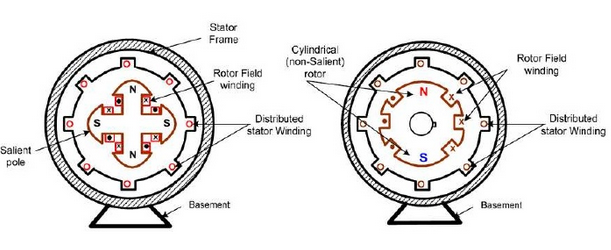 Stator
Frame
Rotor Field
winding
N
S
S
N
Distributed
stator Winding
Salient
pole
Basement
Cylindrical
(non-Salient)
rotor
Rotor Field
winding
N
S
Distributed
stator Winding
Basement